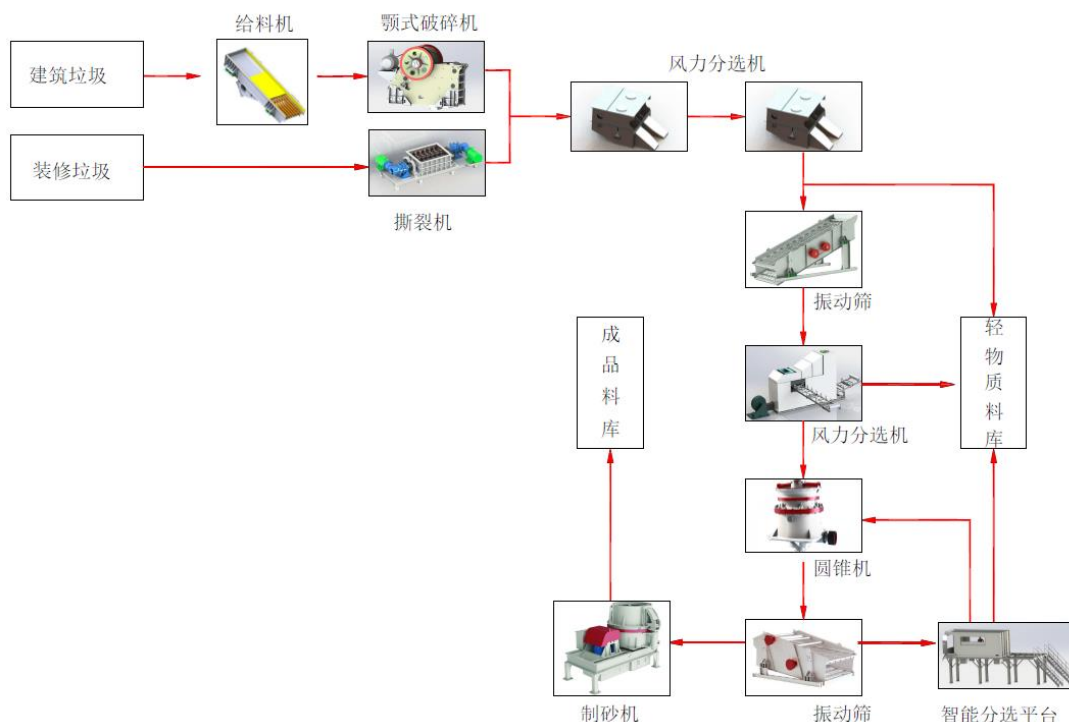 给料机
颚式破碎机
建筑垃圾
风力分选机
装修垃圾
撕裂机
振动筛
成品料库
轻物质料库
风力分选机
圆锥机
制砂机
振动筛
智能分选平台